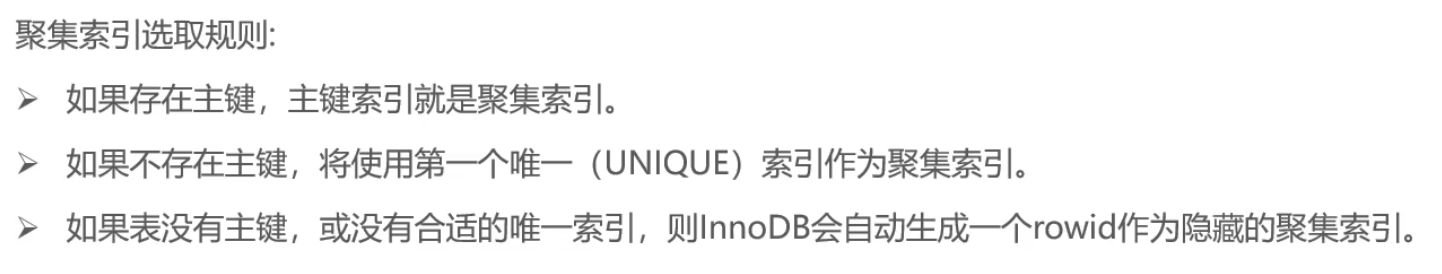 聚集索引选取规则:
➢ 如果存在主键，主键索引就是聚集索引。
➢ 如果不存在主键，将使用第一个唯一（UNIQUE）索引作为聚集索引。
➢ 如果表没有主键，或没有合适的唯一索引，则InnoDB会自动生成一个rowid作为隐藏的聚集索引。